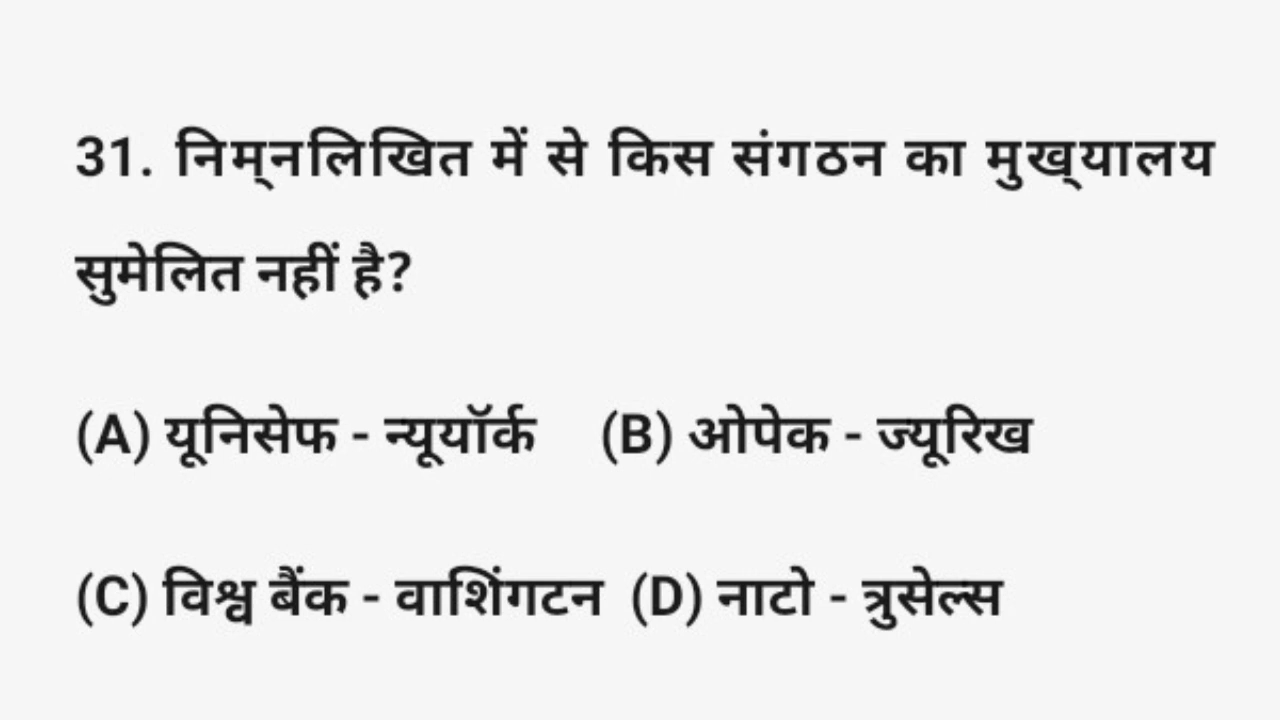 31. निम्नलिखित में से किस संगठन का मुख्यालय
सुमेलित नहीं है?
(A) यूनिसेफ - न्यूयॉर्क (B) ओपेक - ज्यूरिख
(C) विश्व बैंक - वाशिंगटन (D) नाटो - त्रुसेल्स